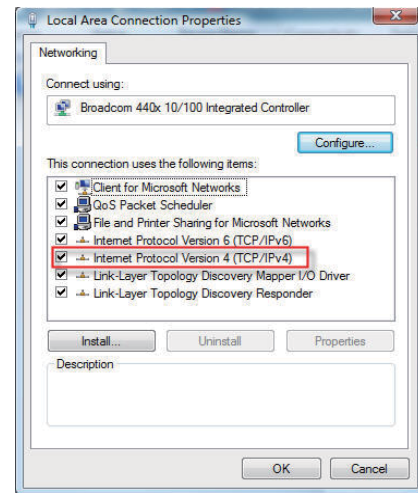 Local Area Connection Properties
Networking
Connect using:
Broadcom 440x 10/100 Integrated Controller
Configure...
This connection uses the following items:
Client for Microsoft Networks
QoS Packet Scheduler
File and Printer Sharing for Microsoft Networks
Internet Protocol Version 6 (TCP/IPv6)
Internet Protocol Version 4 (TCP/IPv4)
Link-Layer Topology Discovery Mapper I/O Driver
Link-Layer Topology Discovery Responder
Install... Uninstall Properties
Description
OK Cancel